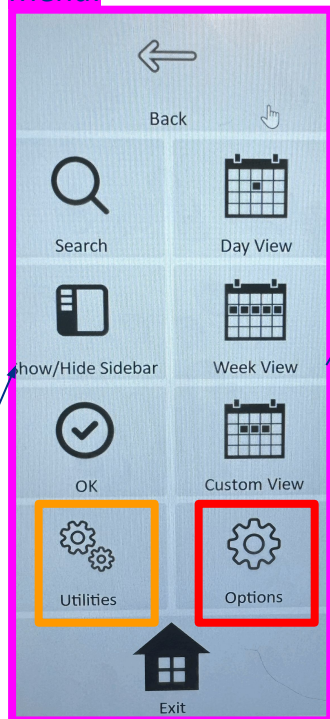 menu.
Back
Search
Day View
Show/Hide Sidebar
Week View
OK
Custom View
Utilities
Options
Exit